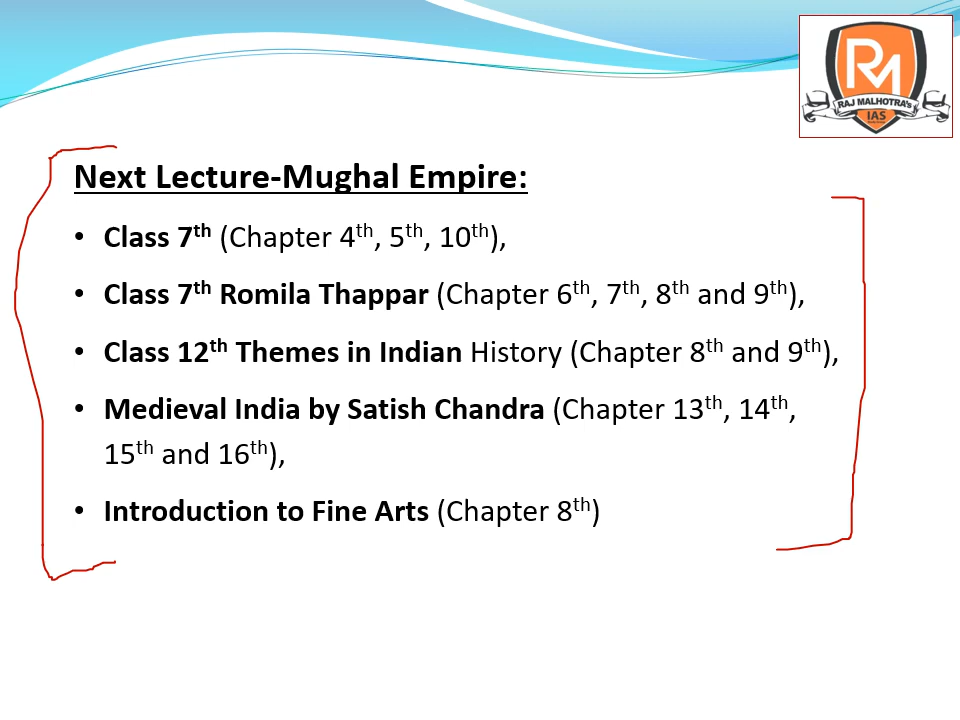 RM
RAJ MALHOTRA's
IAS
Next Lecture-Mughal Empire:
• Class 7th (Chapter 4th, 5th, 10th),
• Class 7th Romila Thappar (Chapter 6th, 7th, 8th and 9th),
• Class 12th Themes in Indian History (Chapter 8th and 9th),
• Medieval India by Satish Chandra (Chapter 13th, 14th,
15th and 16th),
• Introduction to Fine Arts (Chapter 8th)